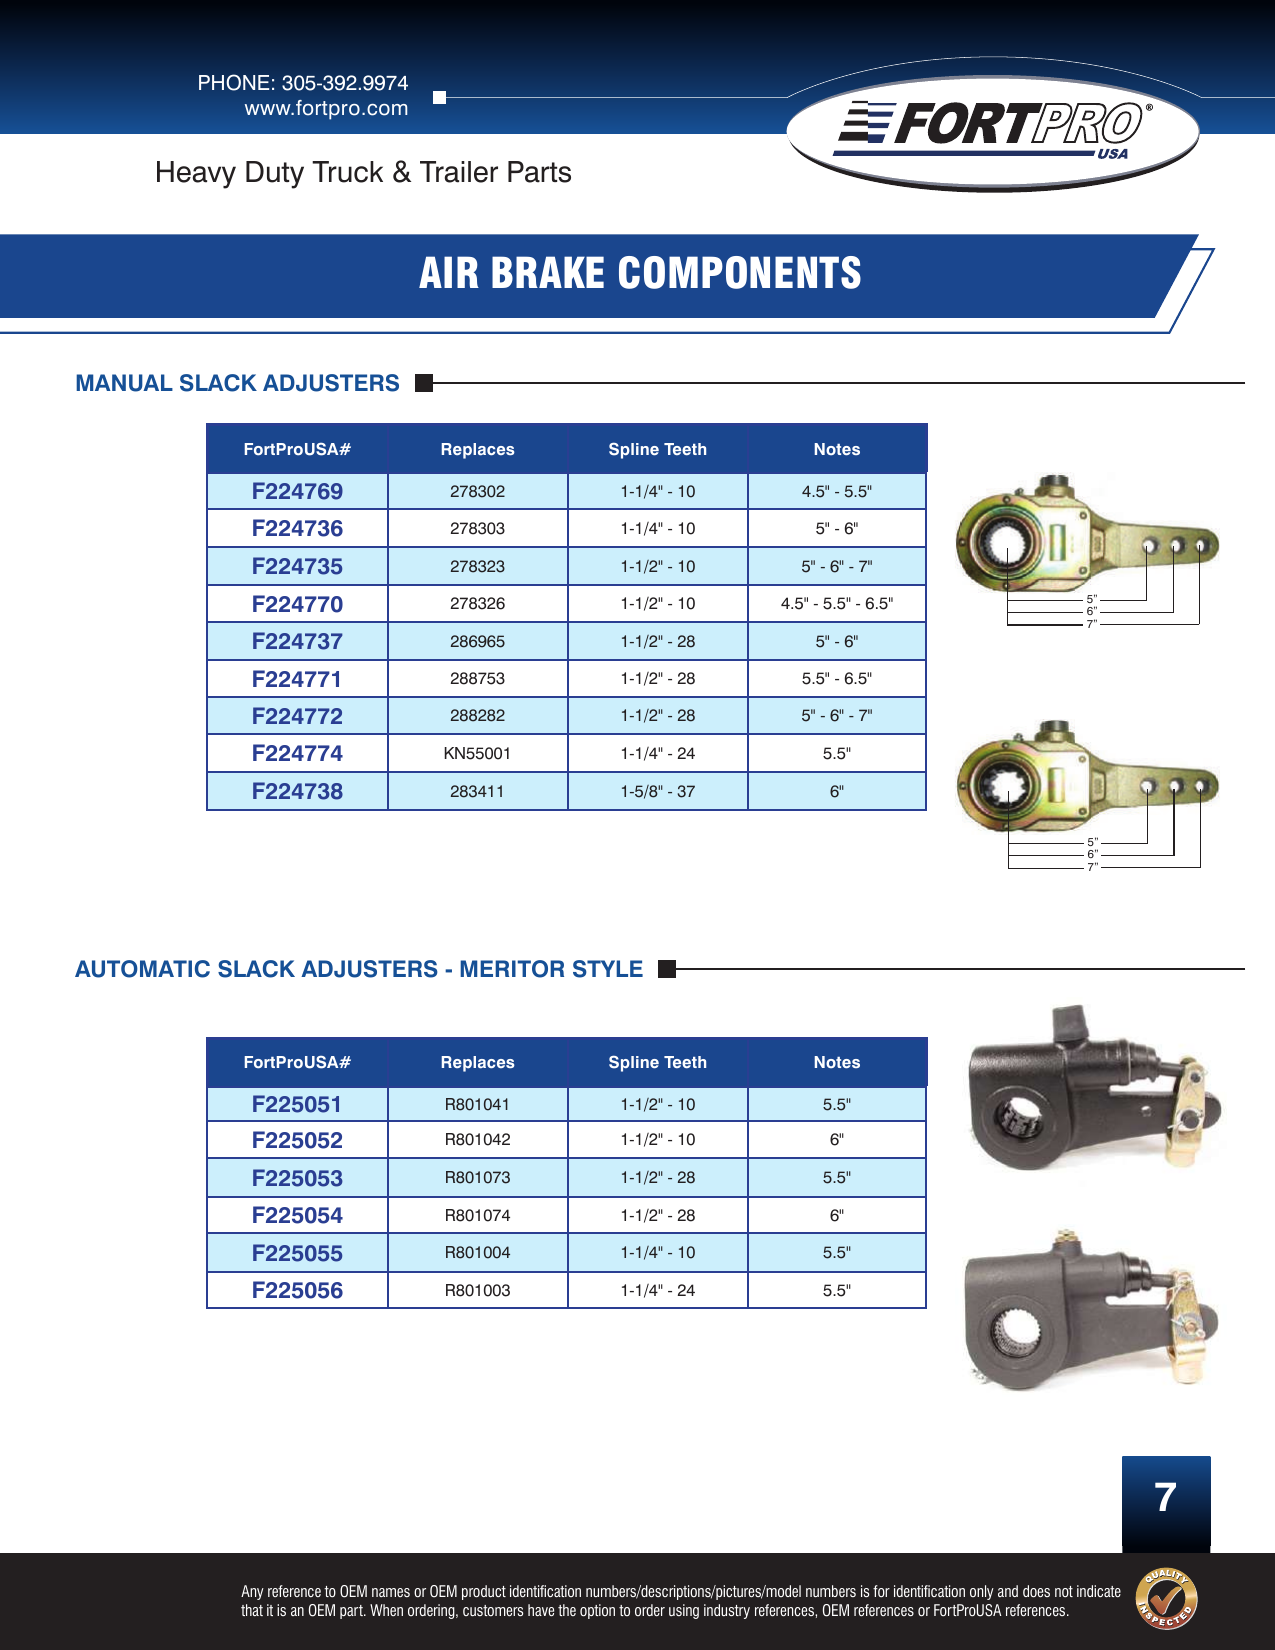 PHONE: 305-392.9974
www.fortpro.com
FORTPRO®
USA
Heavy Duty Truck & Trailer Parts
AIR BRAKE COMPONENTS
MANUAL SLACK ADJUSTERS
FortProUSA# Replaces Spline Teeth Notes
F224769 278302 1-1/4" - 10 4.5" - 5.5"
F224736 278303 1-1/4" - 10 5" - 6"
F224735 278323 1-1/2" - 10 5" - 6" - 7"
F224770 278326 1-1/2" - 10 4.5" - 5.5" - 6.5"
F224737 286965 1-1/2" - 28 5" - 6"
F224771 288753 1-1/2" - 28 5.5" - 6.5"
F224772 288282 1-1/2" - 28 5" - 6" - 7"
F224774 KN55001 1-1/4" - 24 5.5"
F224738 283411 1-5/8" - 37 6"
5”
6”
7”
5”
6”
7”
AUTOMATIC SLACK ADJUSTERS - MERITOR STYLE
FortProUSA# Replaces Spline Teeth Notes
F225051 R801041 1-1/2" - 10 5.5"
F225052 R801042 1-1/2" - 10 6"
F225053 R801073 1-1/2" - 28 5.5"
F225054 R801074 1-1/2" - 28 6"
F225055 R801004 1-1/4" - 10 5.5"
F225056 R801003 1-1/4" - 24 5.5"
7
Any reference to OEM names or OEM product identification numbers/descriptions/pictures/model numbers is for identification only and does not indicate
that it is an OEM part. When ordering, customers have the option to order using industry references, OEM references or FortProUSA references.
QUALITY
INSPECTED